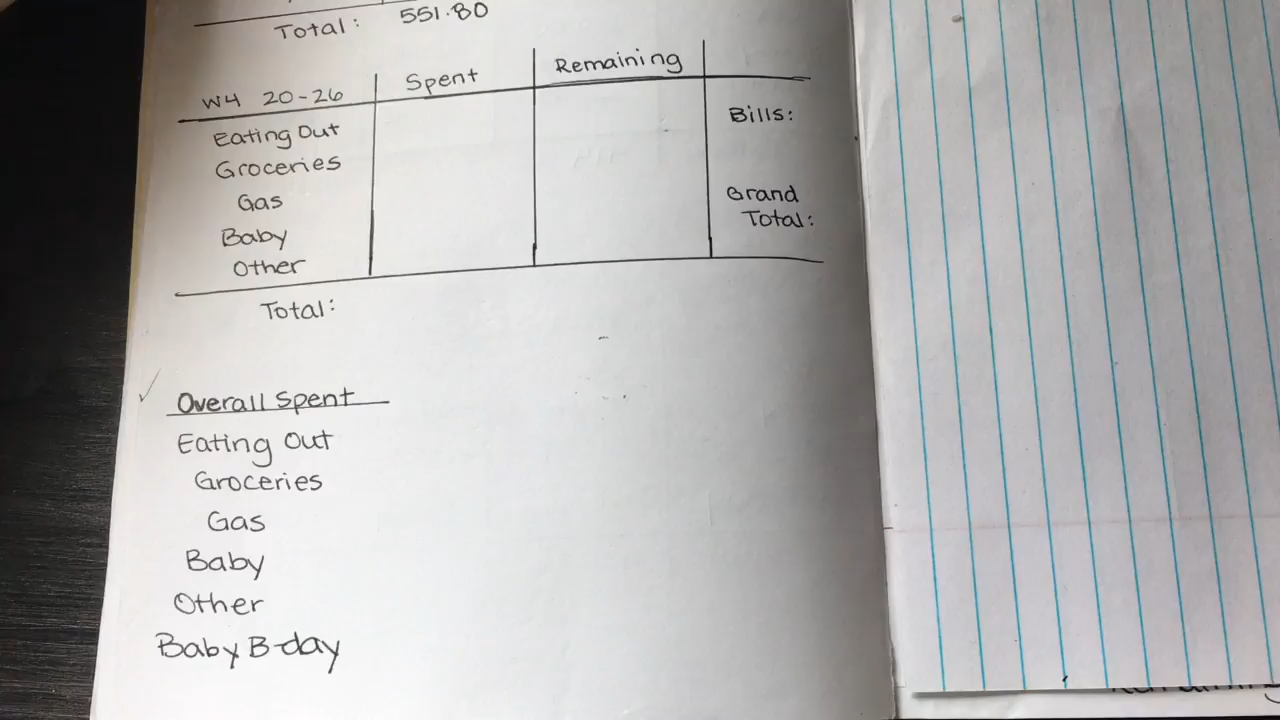 Total: 551.80
W4 20-26 Spent Remaining
Eating Out
Groceries
Gas
Baby
Other
Bills:
Grand
Total:
Total:
Overall Spent
Eating Out
Groceries
Gas
Baby
Other
Baby B-day